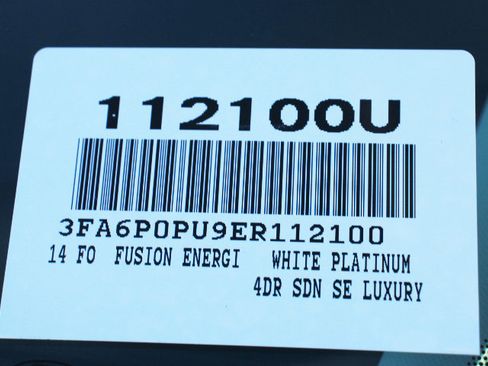 112100U
3FA6P0PU9ER112100
14 FO FUSION ENERGI WHITE PLATINUM
4DR SDN SE LUXURY